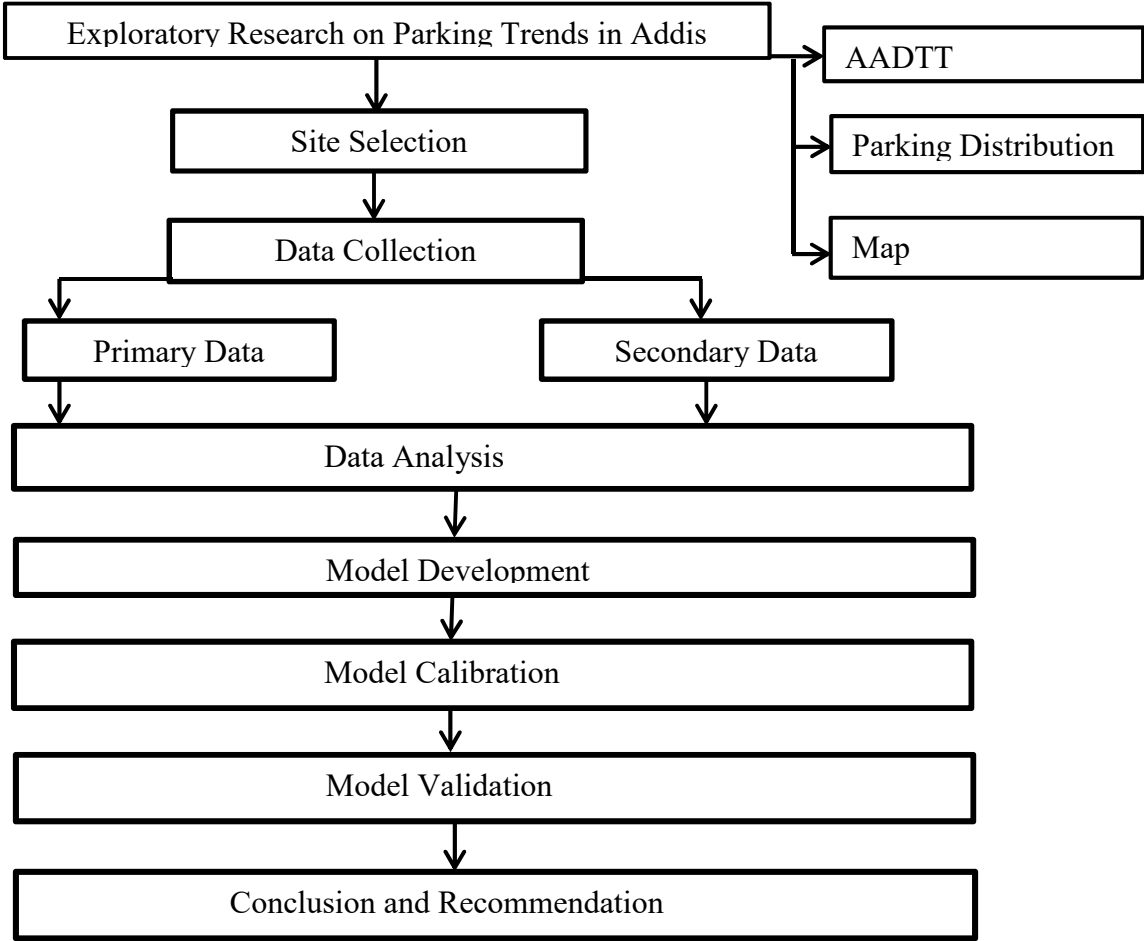 Exploratory Research on Parking Trends in Addis
AADTT
Site Selection
Parking Distribution
Data Collection
Map
Primary Data
Secondary Data
Data Analysis
Model Development
Model Calibration
Model Validation
Conclusion and Recommendation